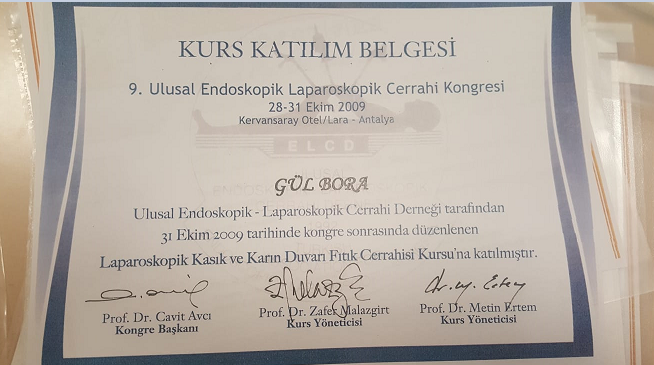 KURS KATILIM BELGESİ
9. Ulusal Endoskopik Laparoskopik Cerrahi Kongresi
28-31 Ekim 2009
Kervansaray Otel/Lara - Antalya
ELCD
GÜL BORA
Ulusal Endoskopik - Laparoskopik Cerrahi Derneği tarafından
31 Ekim 2009 tarihinde kongre sonrasında düzenlenen
Laparoskopik Kasık ve Karın Duvarı Fıtık Cerrahisi Kursu'na katılmıştır.
Prof. Dr. Cavit Avcı
Kongre Başkanı
Prof. Dr. Zafer Malazgirt
Kurs Yöneticisi
Prof. Dr. Metin Ertem
Kurs Yöneticisi